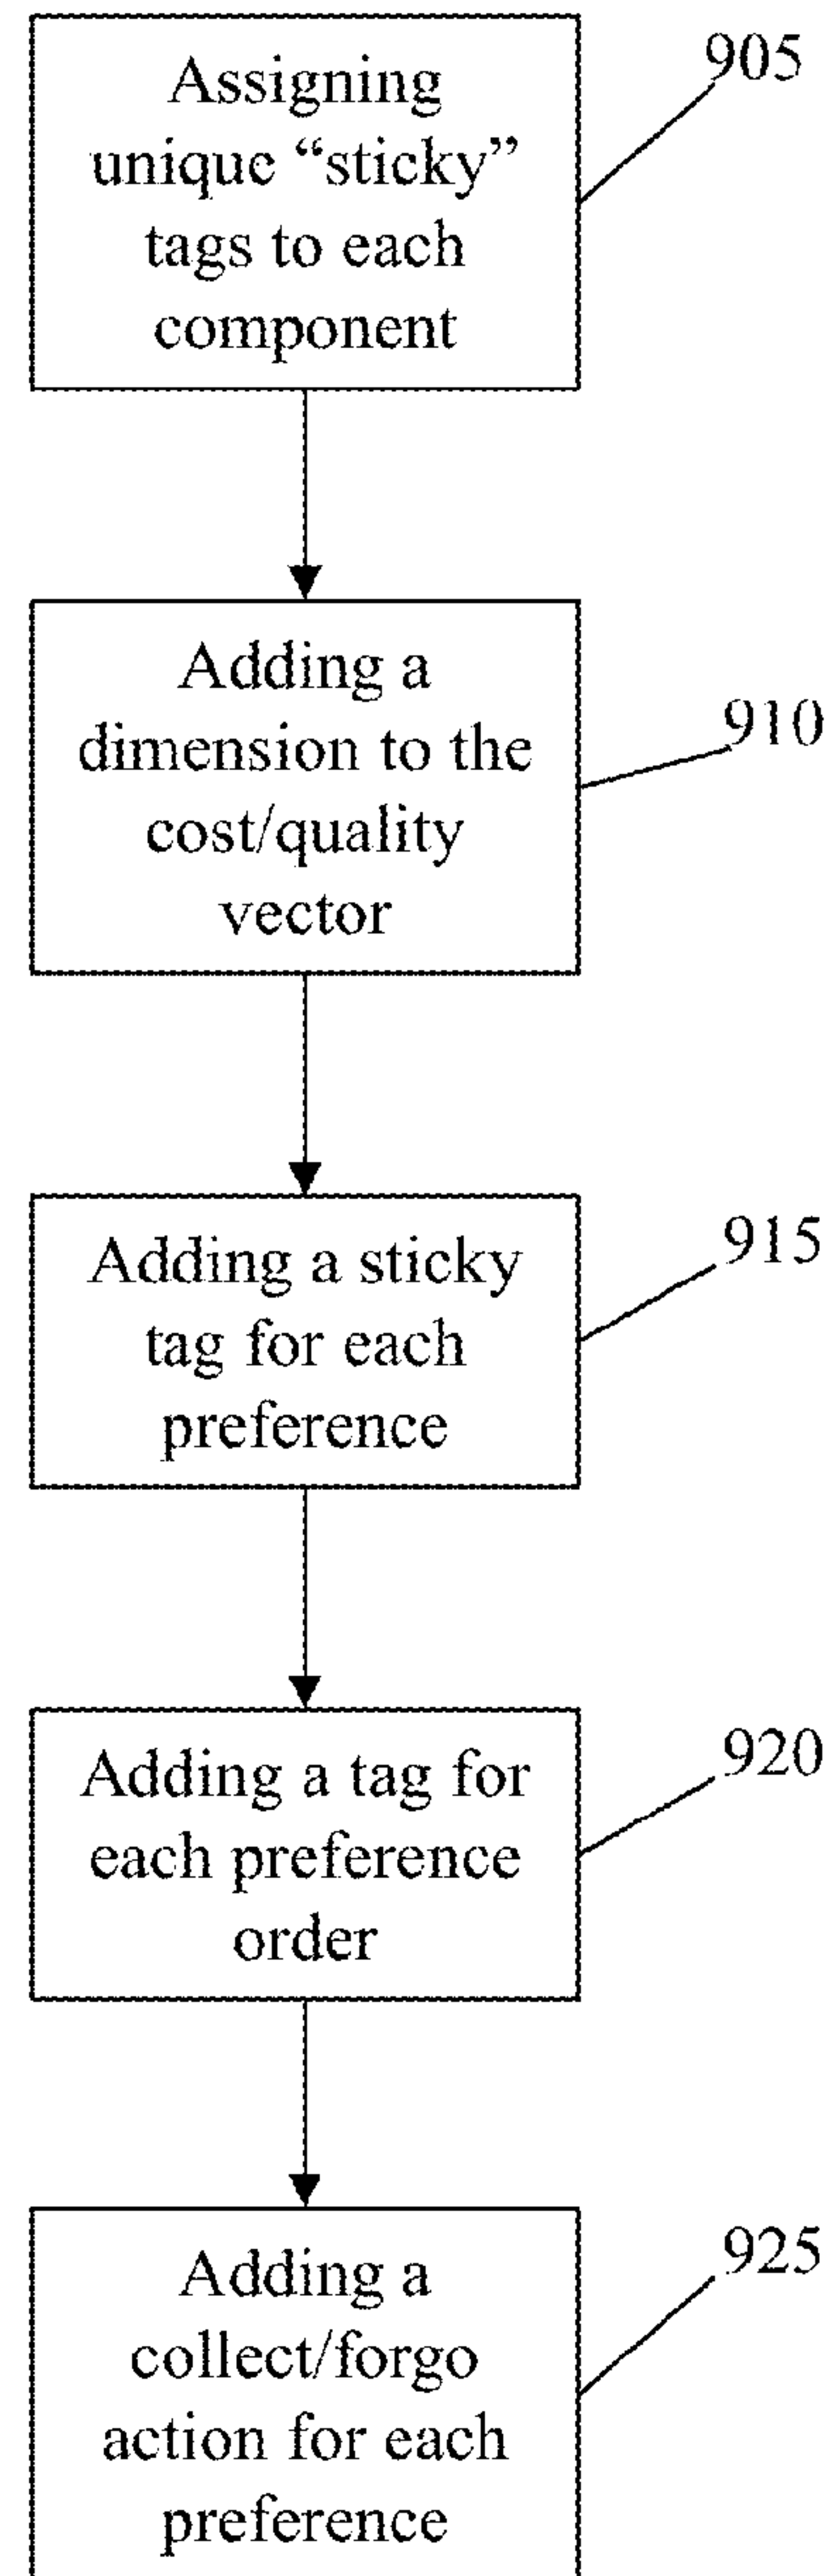 Assigning
unique “sticky”
tags to each
component
905
Adding a
dimension to the
cost/quality
vector
910
Adding a sticky
tag for each
preference
915
Adding a tag for
each preference
order
920
Adding a
collect/forgo
action for each
preference
925